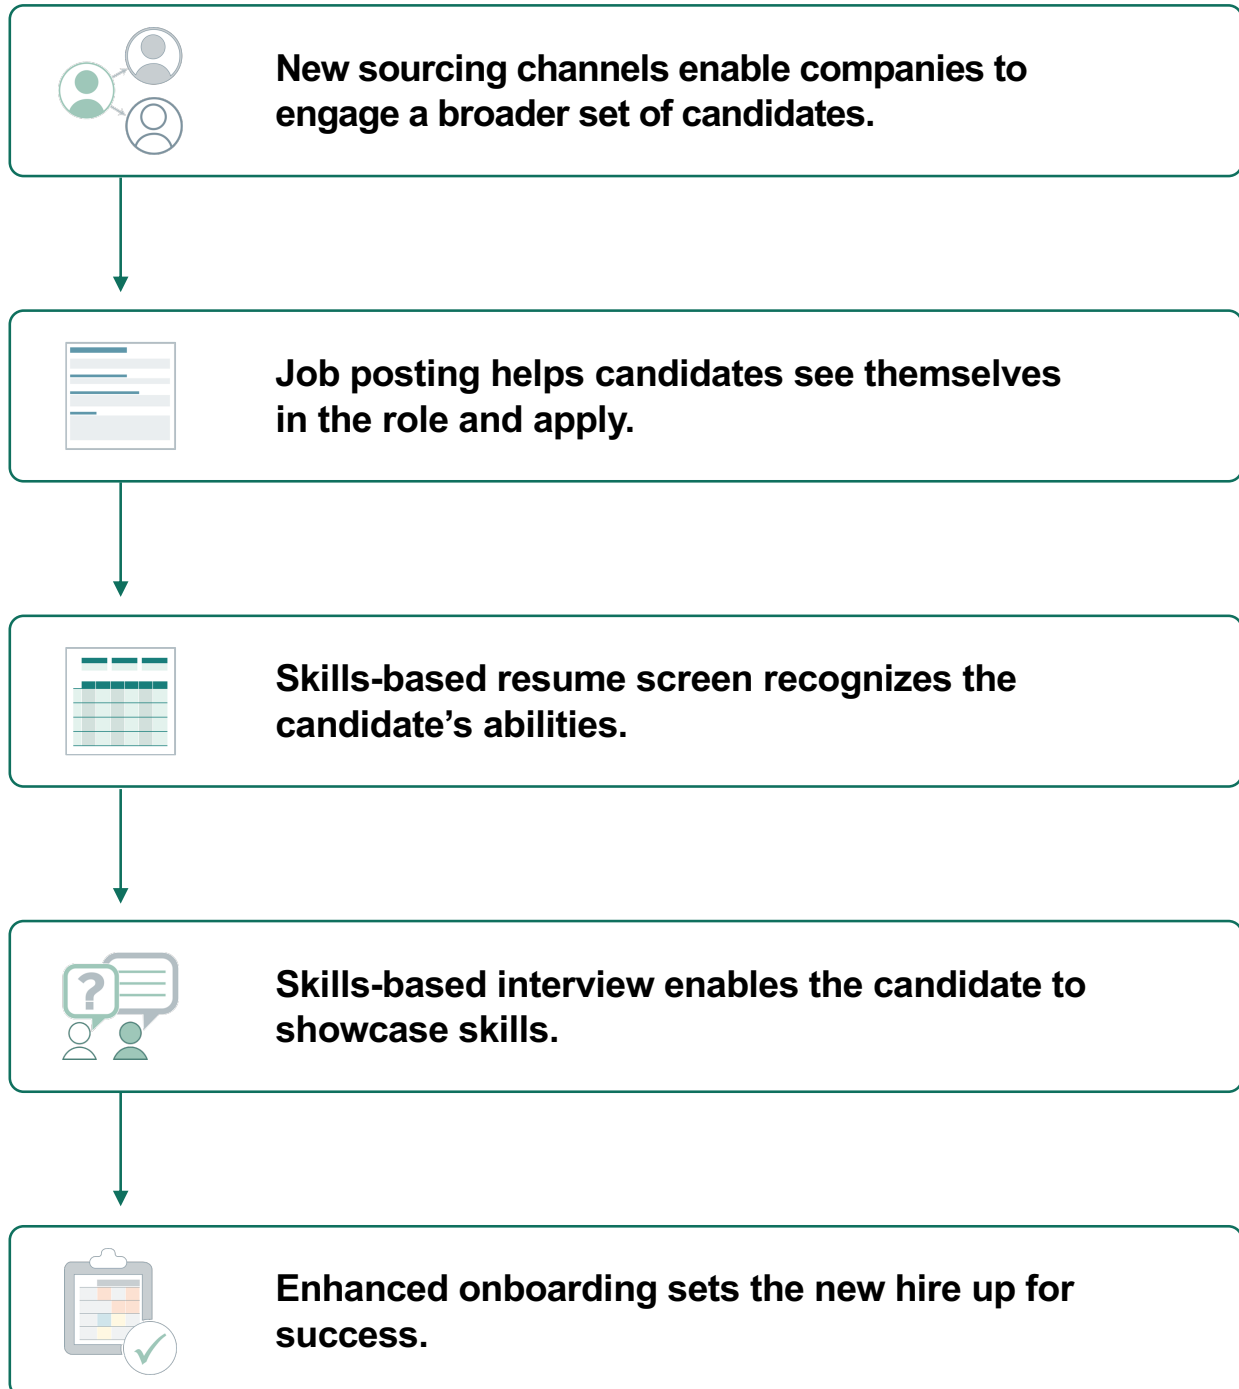 New sourcing channels enable companies to
engage a broader set of candidates.
Job posting helps candidates see themselves
in the role and apply.
Skills-based resume screen recognizes the
candidate’s abilities.
?
Skills-based interview enables the candidate to
showcase skills.
Enhanced onboarding sets the new hire up for
success.